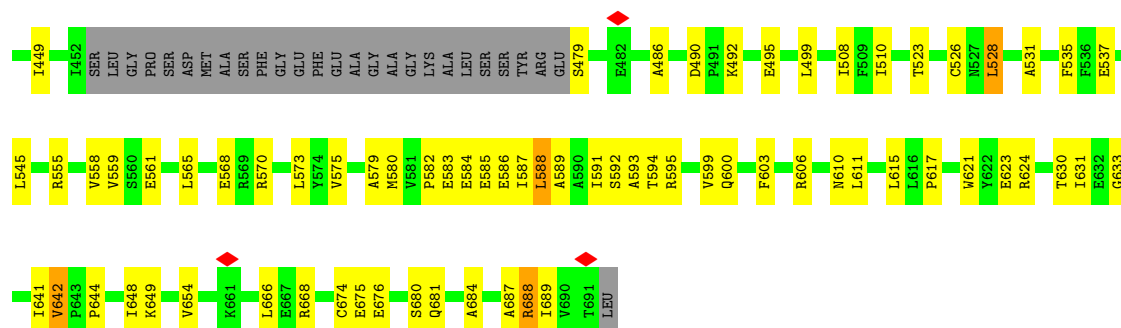 I449 I452 SER LEU GLY PRO SER SER ASP MET ALA SER PHE GLY GLU PHE GLU ALA GLY ALA GLY LYS ALA LEU SER SER TYR ARG GLU S479 E482 A486 D490 P491 K492 E495 L499 I508 F509 I510 T523 C526 N527 L528 A531 F535 F536 E537
L545 R555 V558 V559 S560 E561 L565 E568 R569 R570 L573 Y574 V575 A579 M580 V581 P582 E583 E584 E585 E586 I587 L588 A589 A590 I591 S592 A593 T594 R595 V599 Q600 F603 R606 N610 L611 L615 L616 P617 W621 Y622 E623 R624 T630 I631 E632 G633
I641 V642 P643 P644 I648 K649 V654 K661 L666 E667 R668 C674 E675 E676 S680 Q681 A684 A687 R688 I689 V690 T691 LEU